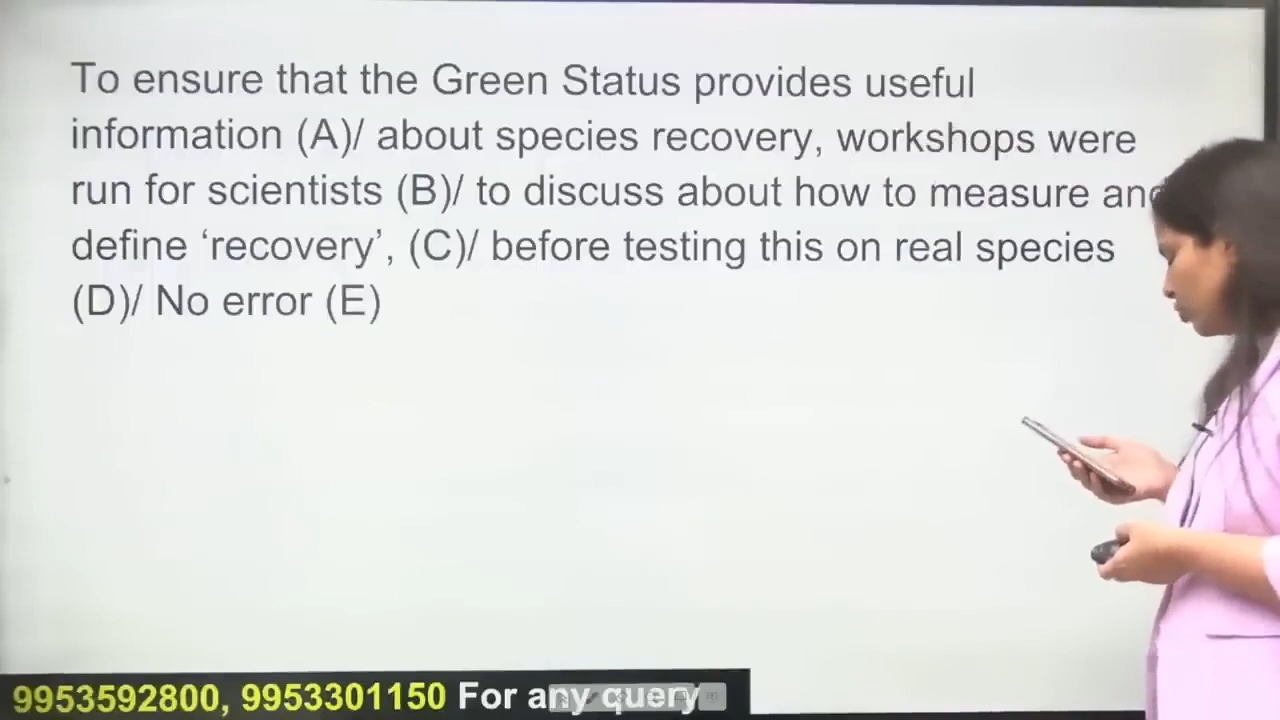 To ensure that the Green Status provides useful
information (A)/ about species recovery, workshops were
run for scientists (B)/ to discuss about how to measure and
define ‘recovery’, (C)/ before testing this on real species
(D)/ No error (E)
9953592800, 9953301150 For any query